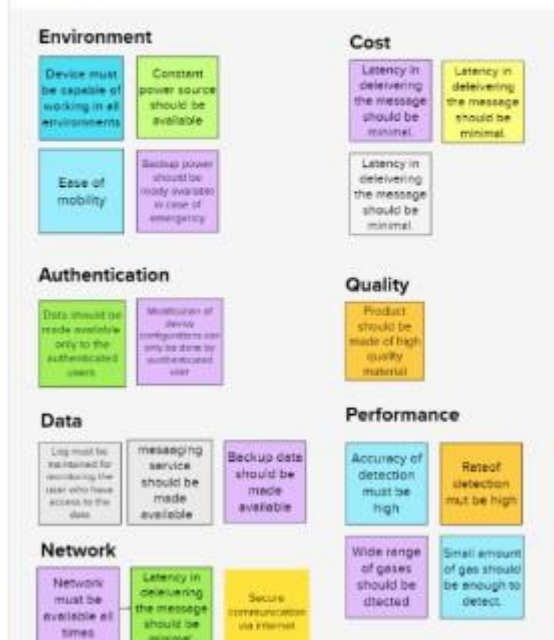 Environment
Device must
be capable of
working in all
environments
Constant
power source
should be
available
Ease of
mobility
Backup power
should be
made available
in case of
emergency
Cost
Latency in
deleivering
the message
should be
minimal.
Latency in
deleivering
the message
should be
minimal.
Latency in
deleivering
the message
should be
minimal.
Authentication
Data should be
made available
only to the
authenticated
users
Modification of
device
configurations can
only be done by
authenticated
user
Quality
Product
should be
made of high
quality
material
Data
Log must be
maintained for
monitoring the
user who have
access to the
data
messaging
service
should be
made
available
Backup data
should be
made
available
Performance
Accuracy of
detection
must be
high
Rateof
detection
mut be high
Wide range
of gases
should be
dtected
Small amount
of gas should
be enough to
detect.
Network
Network
must be
available all
times
Latency in
deleivering
the message
should be
minimal.
Secure
communication
via internet